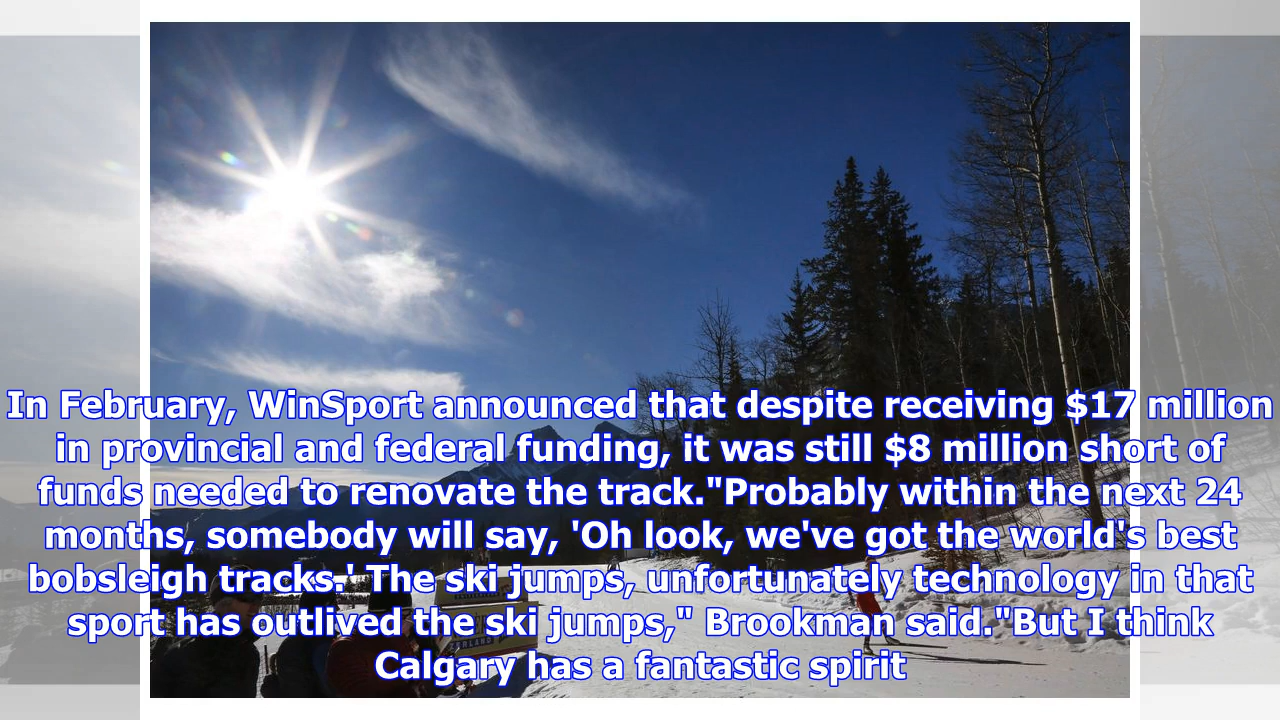 In February, WinSport announced that despite receiving $17 million
in provincial and federal funding, it was still $8 million short of
funds needed to renovate the track."Probably within the next 24
months, somebody will say, 'Oh look, we've got the world's best
bobsleigh tracks.' The ski jumps, unfortunately technology in that
sport has outlived the ski jumps," Brookman said."But I think
Calgary has a fantastic spirit